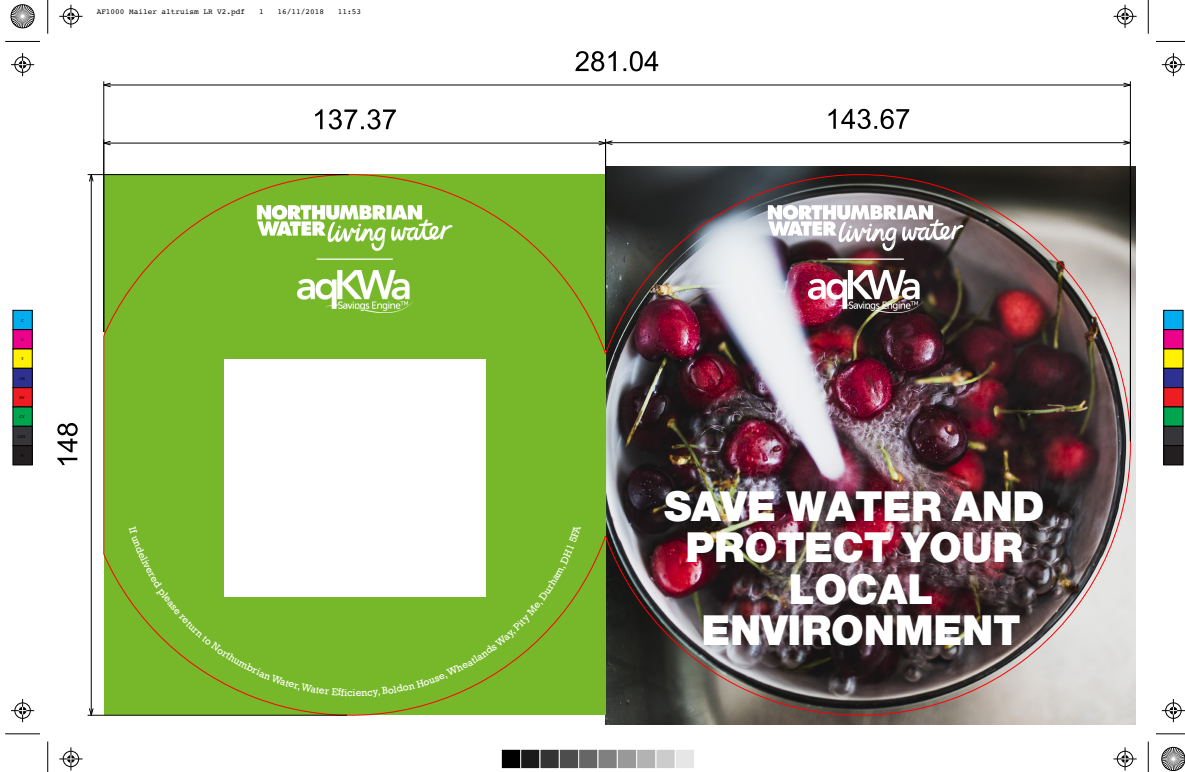 AF1000 Mailer altruism LR V2.pdf 1 16/11/2018 11:53
281.04
137.37
143.67
148
NORTHUMBRIAN
WATER living water
aqKWa
Savings Engine™
If undelivered please return to Northumbrian Water, Water Efficiency, Boldon House, Wheatlands Way, Pity Me, Durham, DH1 5FA
NORTHUMBRIAN
WATER living water
aqKWa
Savings Engine™
SAVE WATER AND
PROTECT YOUR
LOCAL
ENVIRONMENT